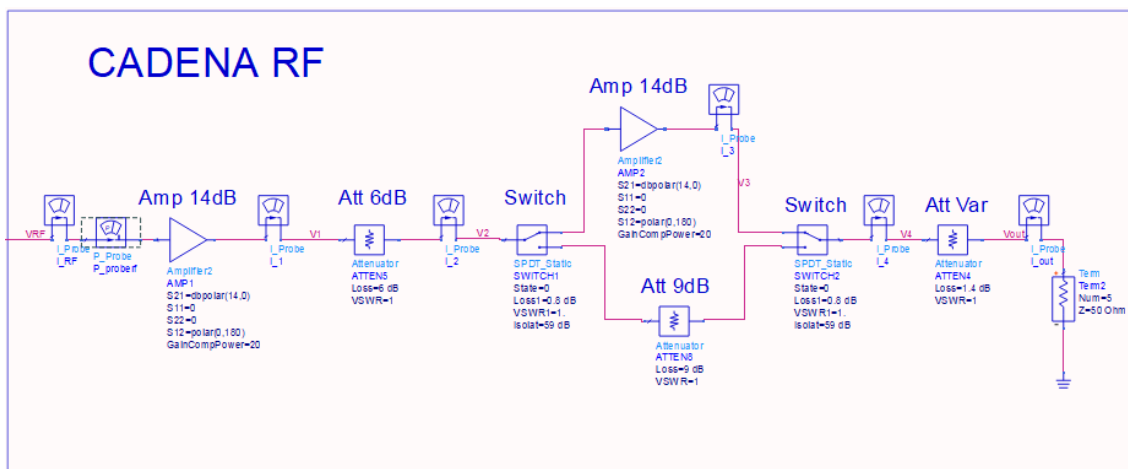 CADENA RF
Amp 14dB
I_Probe
I_3
Amplifier2
AMP2
S21=dbpolar(14,0)
S11=0
S22=0
S12=polar(0,180)
GainCompPower=20
V3
Amp 14dB
Att 6dB
Switch
Switch
Att Var
VRF
I_Probe
I_RF
P_Probe
P_proberf
Amplifier2
AMP1
S21=dbpolar(14,0)
S11=0
S22=0
S12=polar(0,180)
GainCompPower=20
I_Probe
I_1
V1
Attenuator
ATTEN5
Loss=6 dB
VSWR=1
I_Probe
I_2
V2
SPDT_Static
SWITCH1
State=0
Loss1=0.8 dB
VSWR1=1.
Isolat=59 dB
Att 9dB
Attenuator
ATTEN6
Loss=9 dB
VSWR=1
SPDT_Static
SWITCH2
State=0
Loss1=0.8 dB
VSWR1=1.
Isolat=59 dB
I_Probe
I_4
V4
Attenuator
ATTEN4
Loss=1.4 dB
VSWR=1
Vout
I_Probe
I_out
Term
Term2
Num=5
Z=50 Ohm